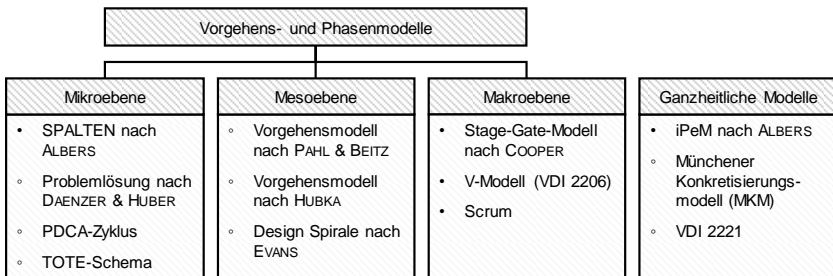 Vorgehens- und Phasenmodelle
Mikroebene
• SPALTEN nach
ALBERS
◦ Problemlösung nach
DAENZER & HUBER
◦ PDCA-Zyklus
◦ TOTE-Schema
Mesoebene
◦ Vorgehensmodell
nach PAHL & BEITZ
◦ Vorgehensmodell
nach HUBKA
◦ Design Spirale nach
EVANS
Makroebene
• Stage-Gate-Modell
nach COOPER
• V-Modell (VDI 2206)
• Scrum
Ganzheitliche Modelle
• iPeM nach ALBERS
◦ Münchener
Konkretisierungs-
modell (MKM)
◦ VDI 2221